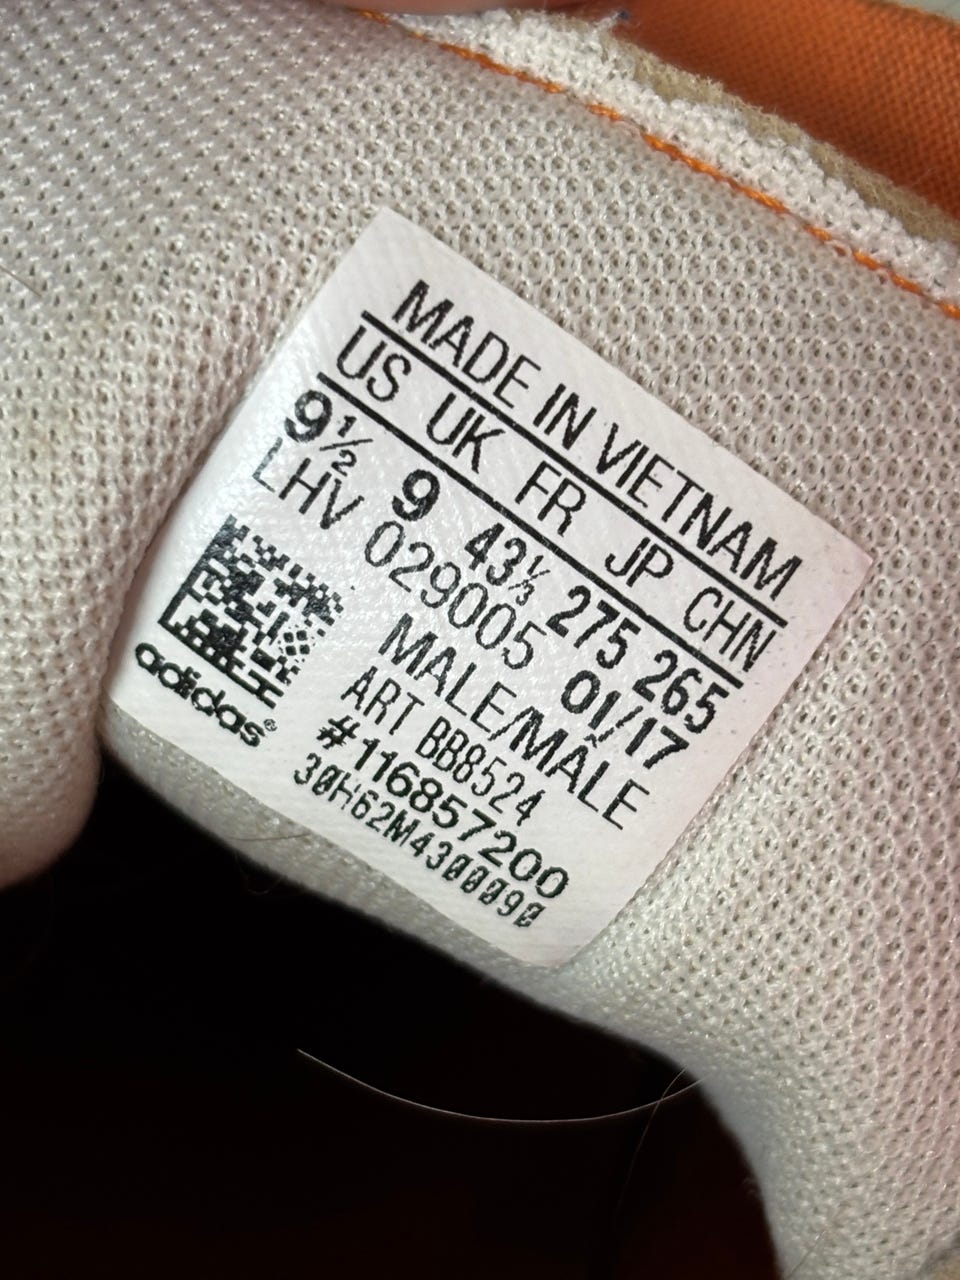 MADE IN VIETNAM
US UK FR JP CHN
9½ 9 43⅓ 275 265
LHV 029005 01/17
MALE/MÂLE
ART BB8524
#116857200
30H62M4300090
adidas®